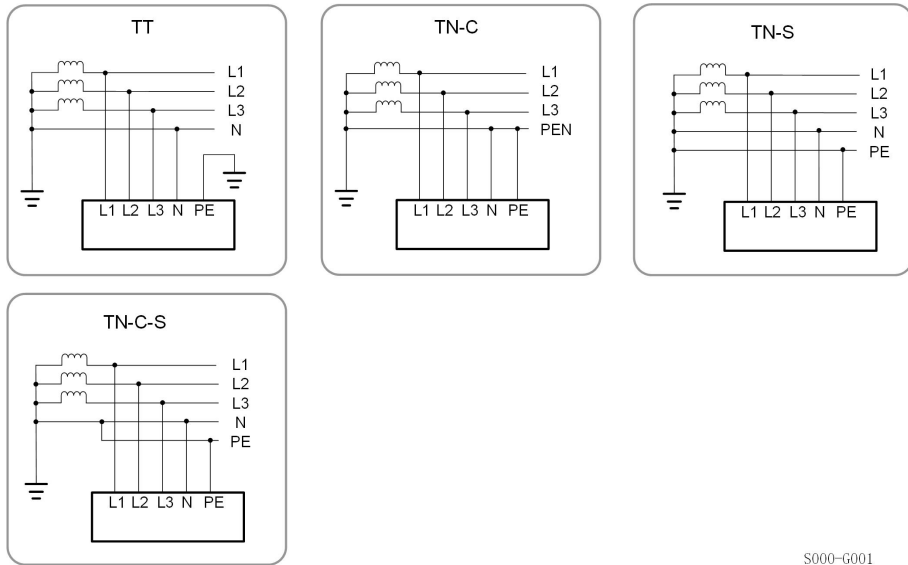 TT
L1
L2
L3
N
L1 L2 L3 N PE
TN-C
L1
L2
L3
PEN
L1 L2 L3 N PE
TN-S
L1
L2
L3
N
PE
L1 L2 L3 N PE
TN-C-S
L1
L2
L3
N
PE
L1 L2 L3 N PE
S000-G001